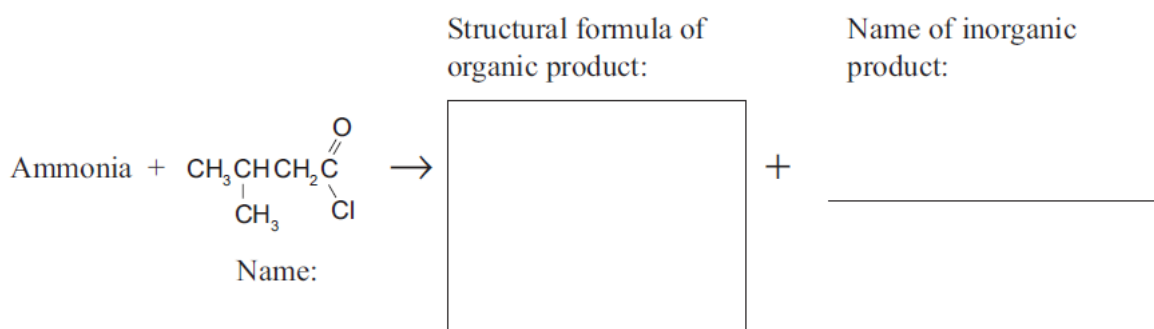 Structural formula of
organic product:
Name of inorganic
product:
O
Ammonia + CH₃CHCH₂C → +
CH₃ Cl
Name: